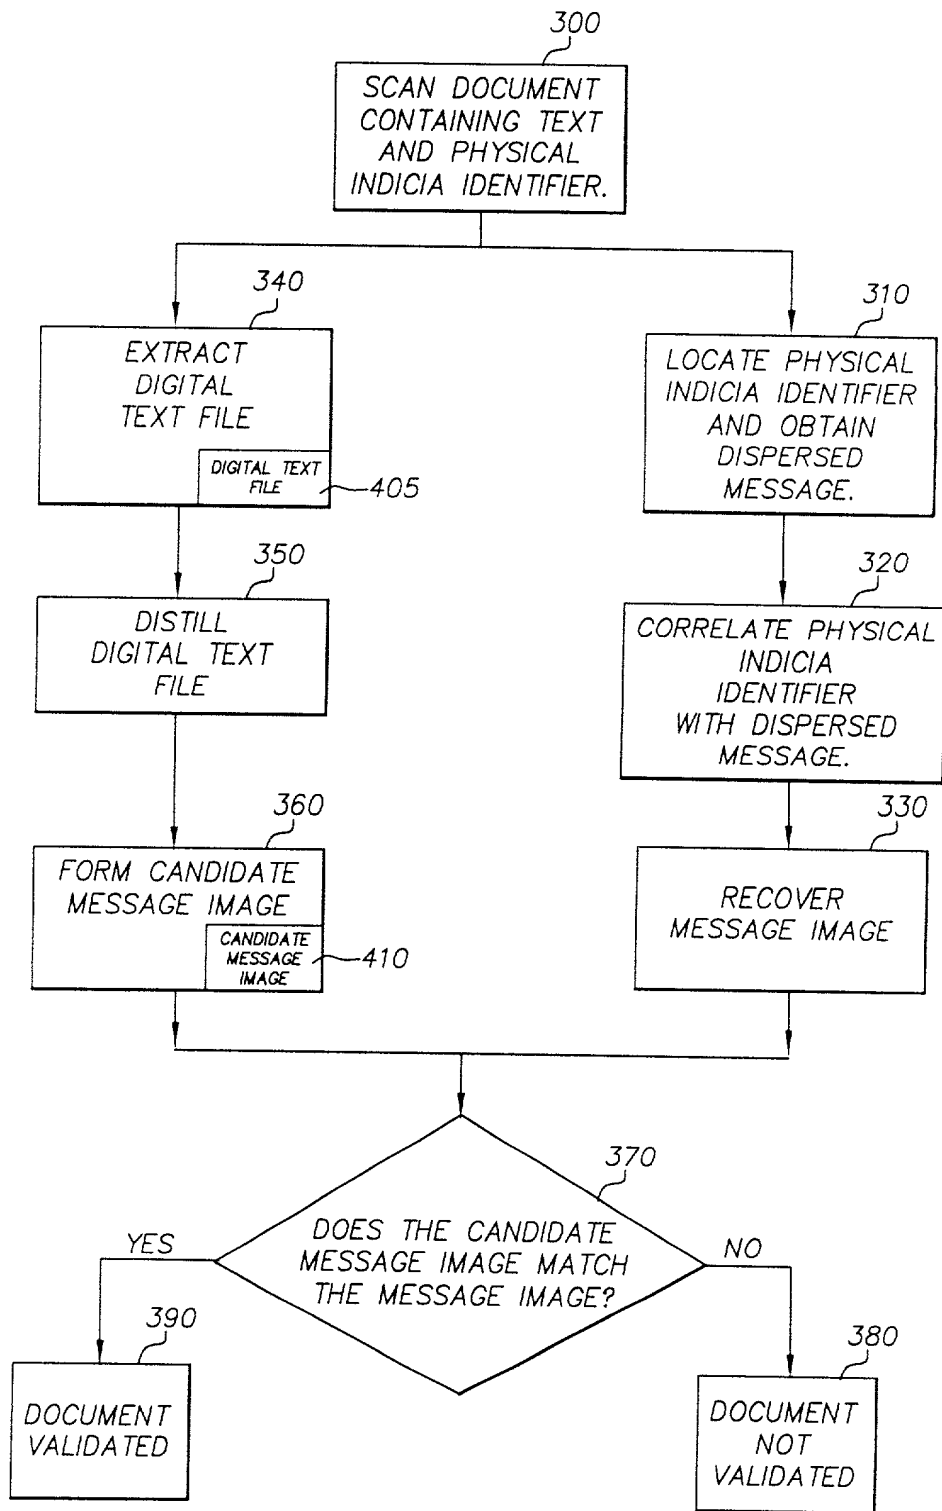 300
SCAN DOCUMENT
CONTAINING TEXT
AND PHYSICAL
INDICIA IDENTIFIER.
340
EXTRACT
DIGITAL
TEXT FILE
DIGITAL TEXT
FILE
405
310
LOCATE PHYSICAL
INDICIA IDENTIFIER
AND OBTAIN
DISPERSED
MESSAGE.
350
DISTILL
DIGITAL TEXT
FILE
320
CORRELATE PHYSICAL
INDICIA
IDENTIFIER
WITH DISPERSED
MESSAGE.
360
FORM CANDIDATE
MESSAGE IMAGE
CANDIDATE
MESSAGE
IMAGE
410
330
RECOVER
MESSAGE IMAGE
370
DOES THE CANDIDATE
MESSAGE IMAGE MATCH
THE MESSAGE IMAGE?
YES
NO
390
DOCUMENT
VALIDATED
380
DOCUMENT
NOT
VALIDATED